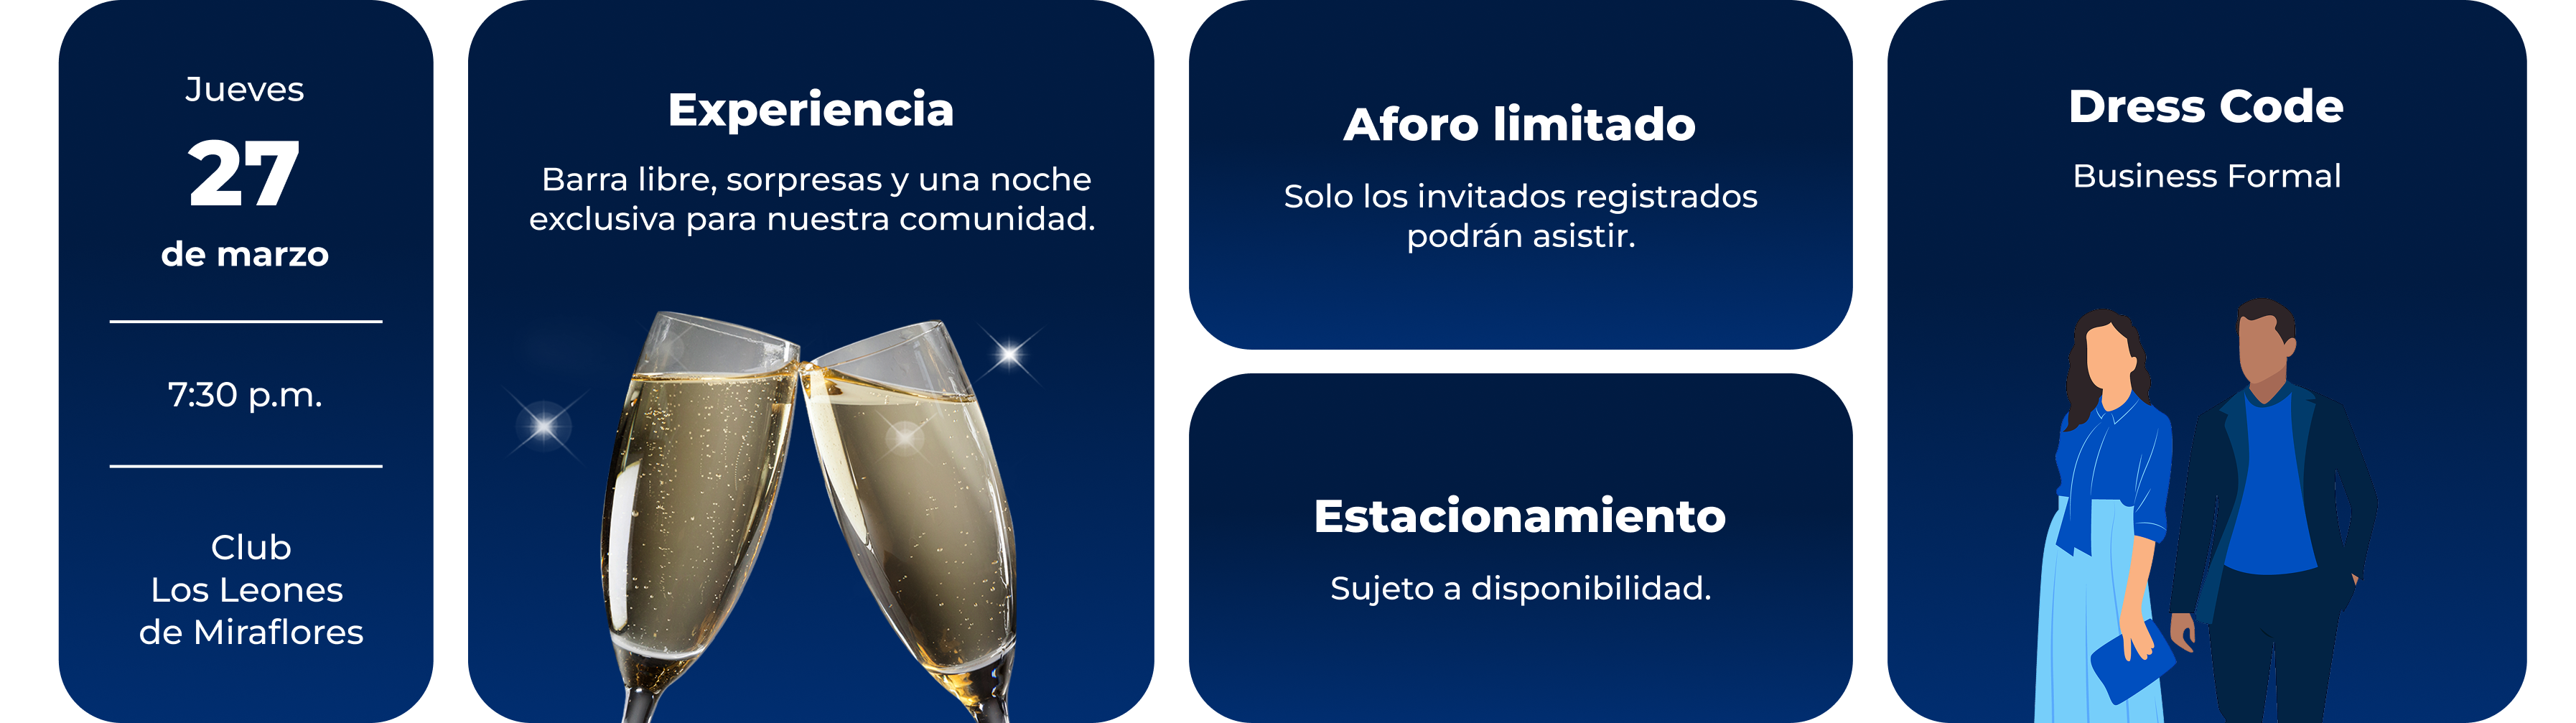 Jueves
27
de marzo
7:30 p.m.
Club
Los Leones
de Miraflores
Experiencia
Barra libre, sorpresas y una noche
exclusiva para nuestra comunidad.
Aforo limitado
Solo los invitados registrados
podrán asistir.
Estacionamiento
Sujeto a disponibilidad.
Dress Code
Business Formal